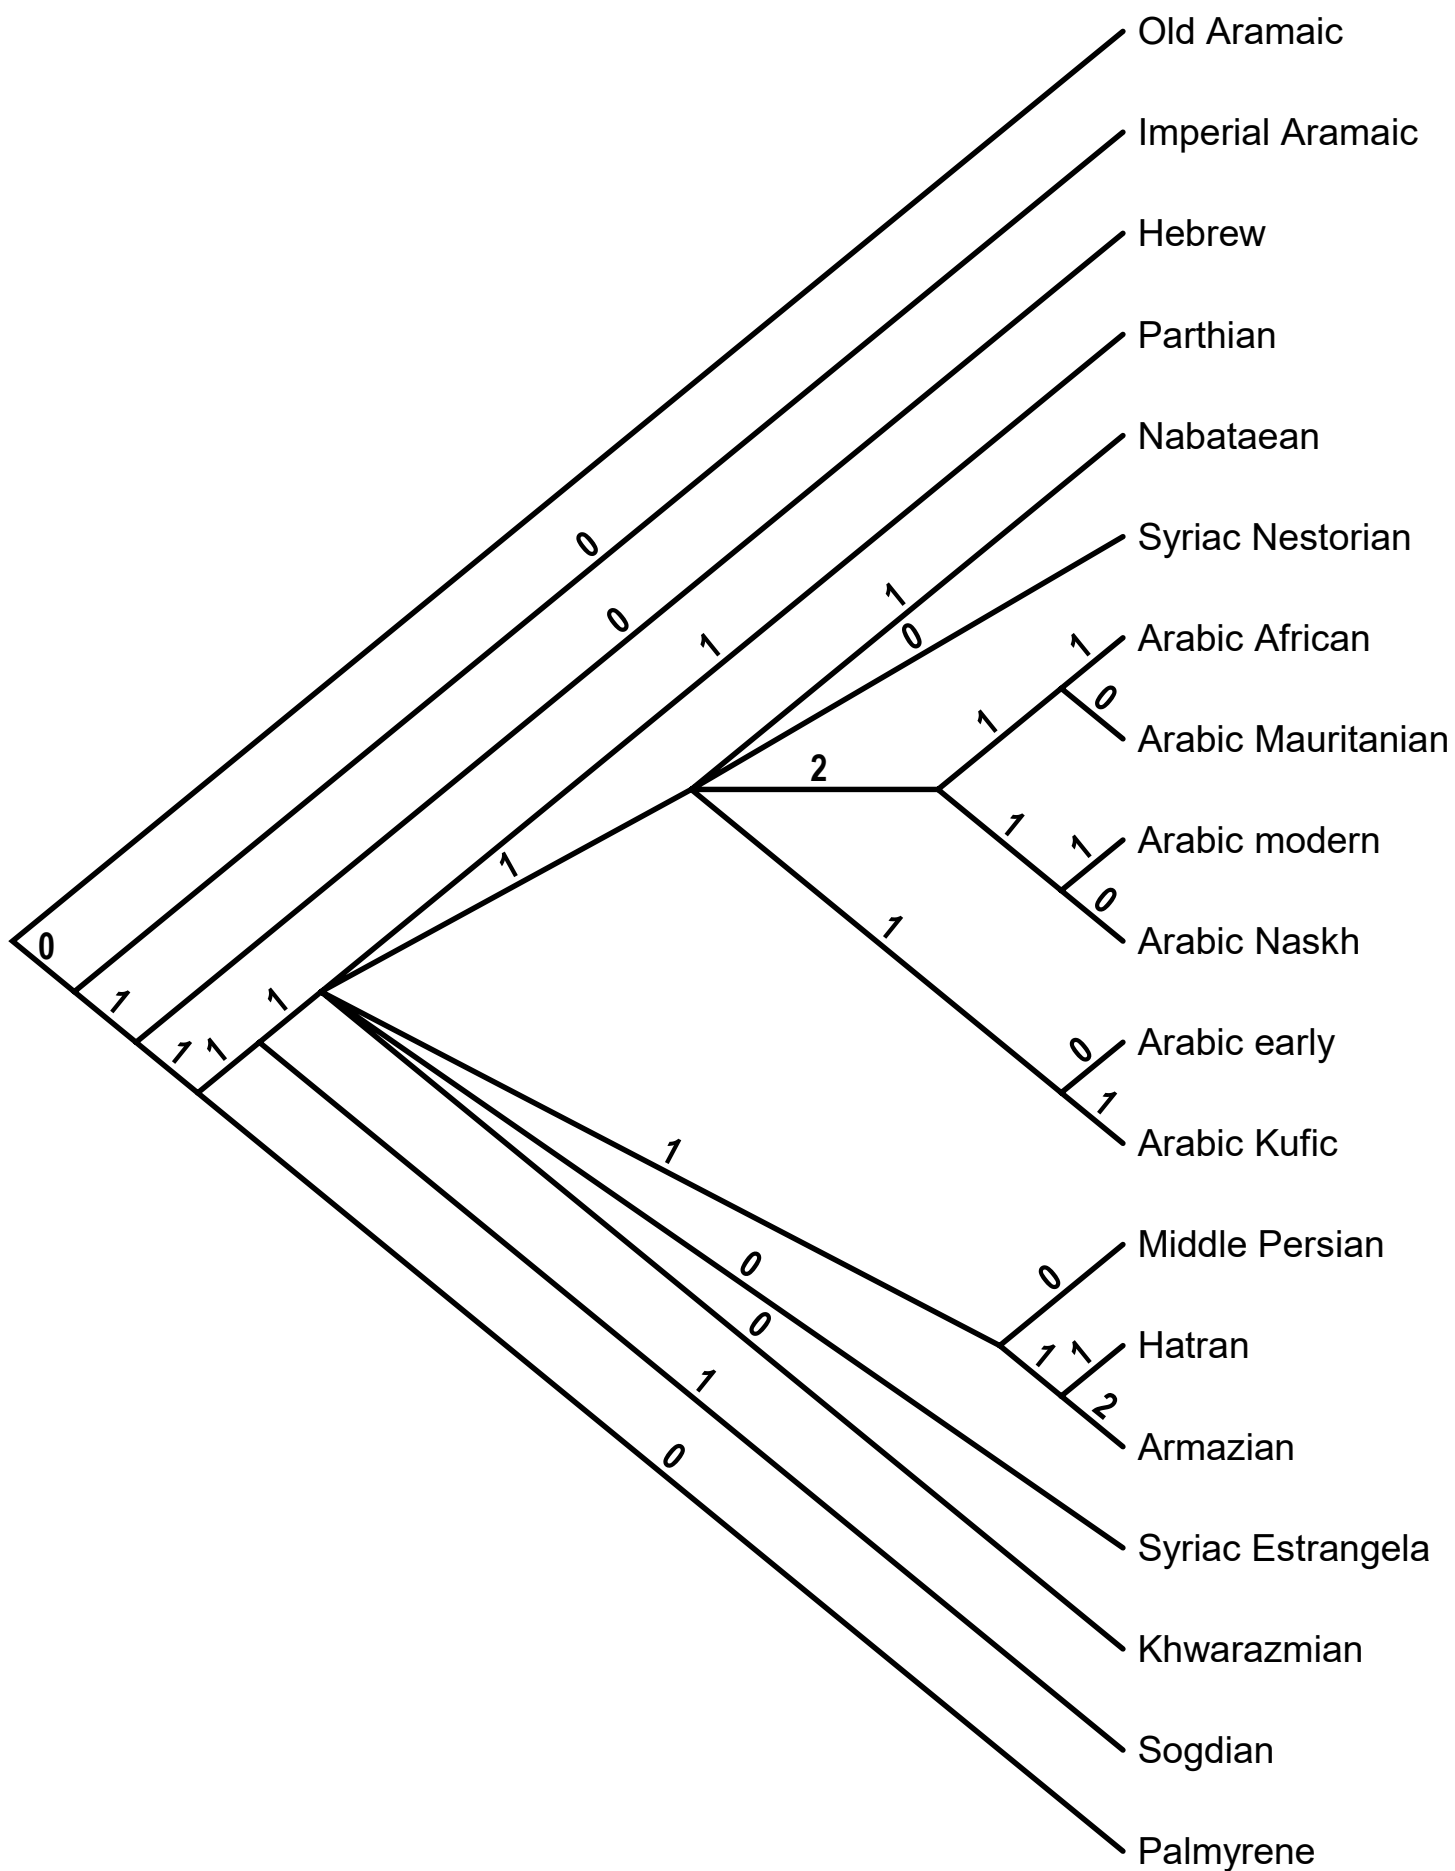 Old Aramaic
Imperial Aramaic
Hebrew
Parthian
Nabataean
0
Syriac Nestorian
1
0
0
1
1
Arabic African
0
1
2
Arabic Mauritanian
1
1
1
Arabic modern
0
1
0
Arabic Naskh
1
1
1
1
0
Arabic early
1
1
Arabic Kufic
0
0
Middle Persian
0
1
1
Hatran
1
2
0
Armazian
Syriac Estrangela
Khwarazmian
Sogdian
Palmyrene